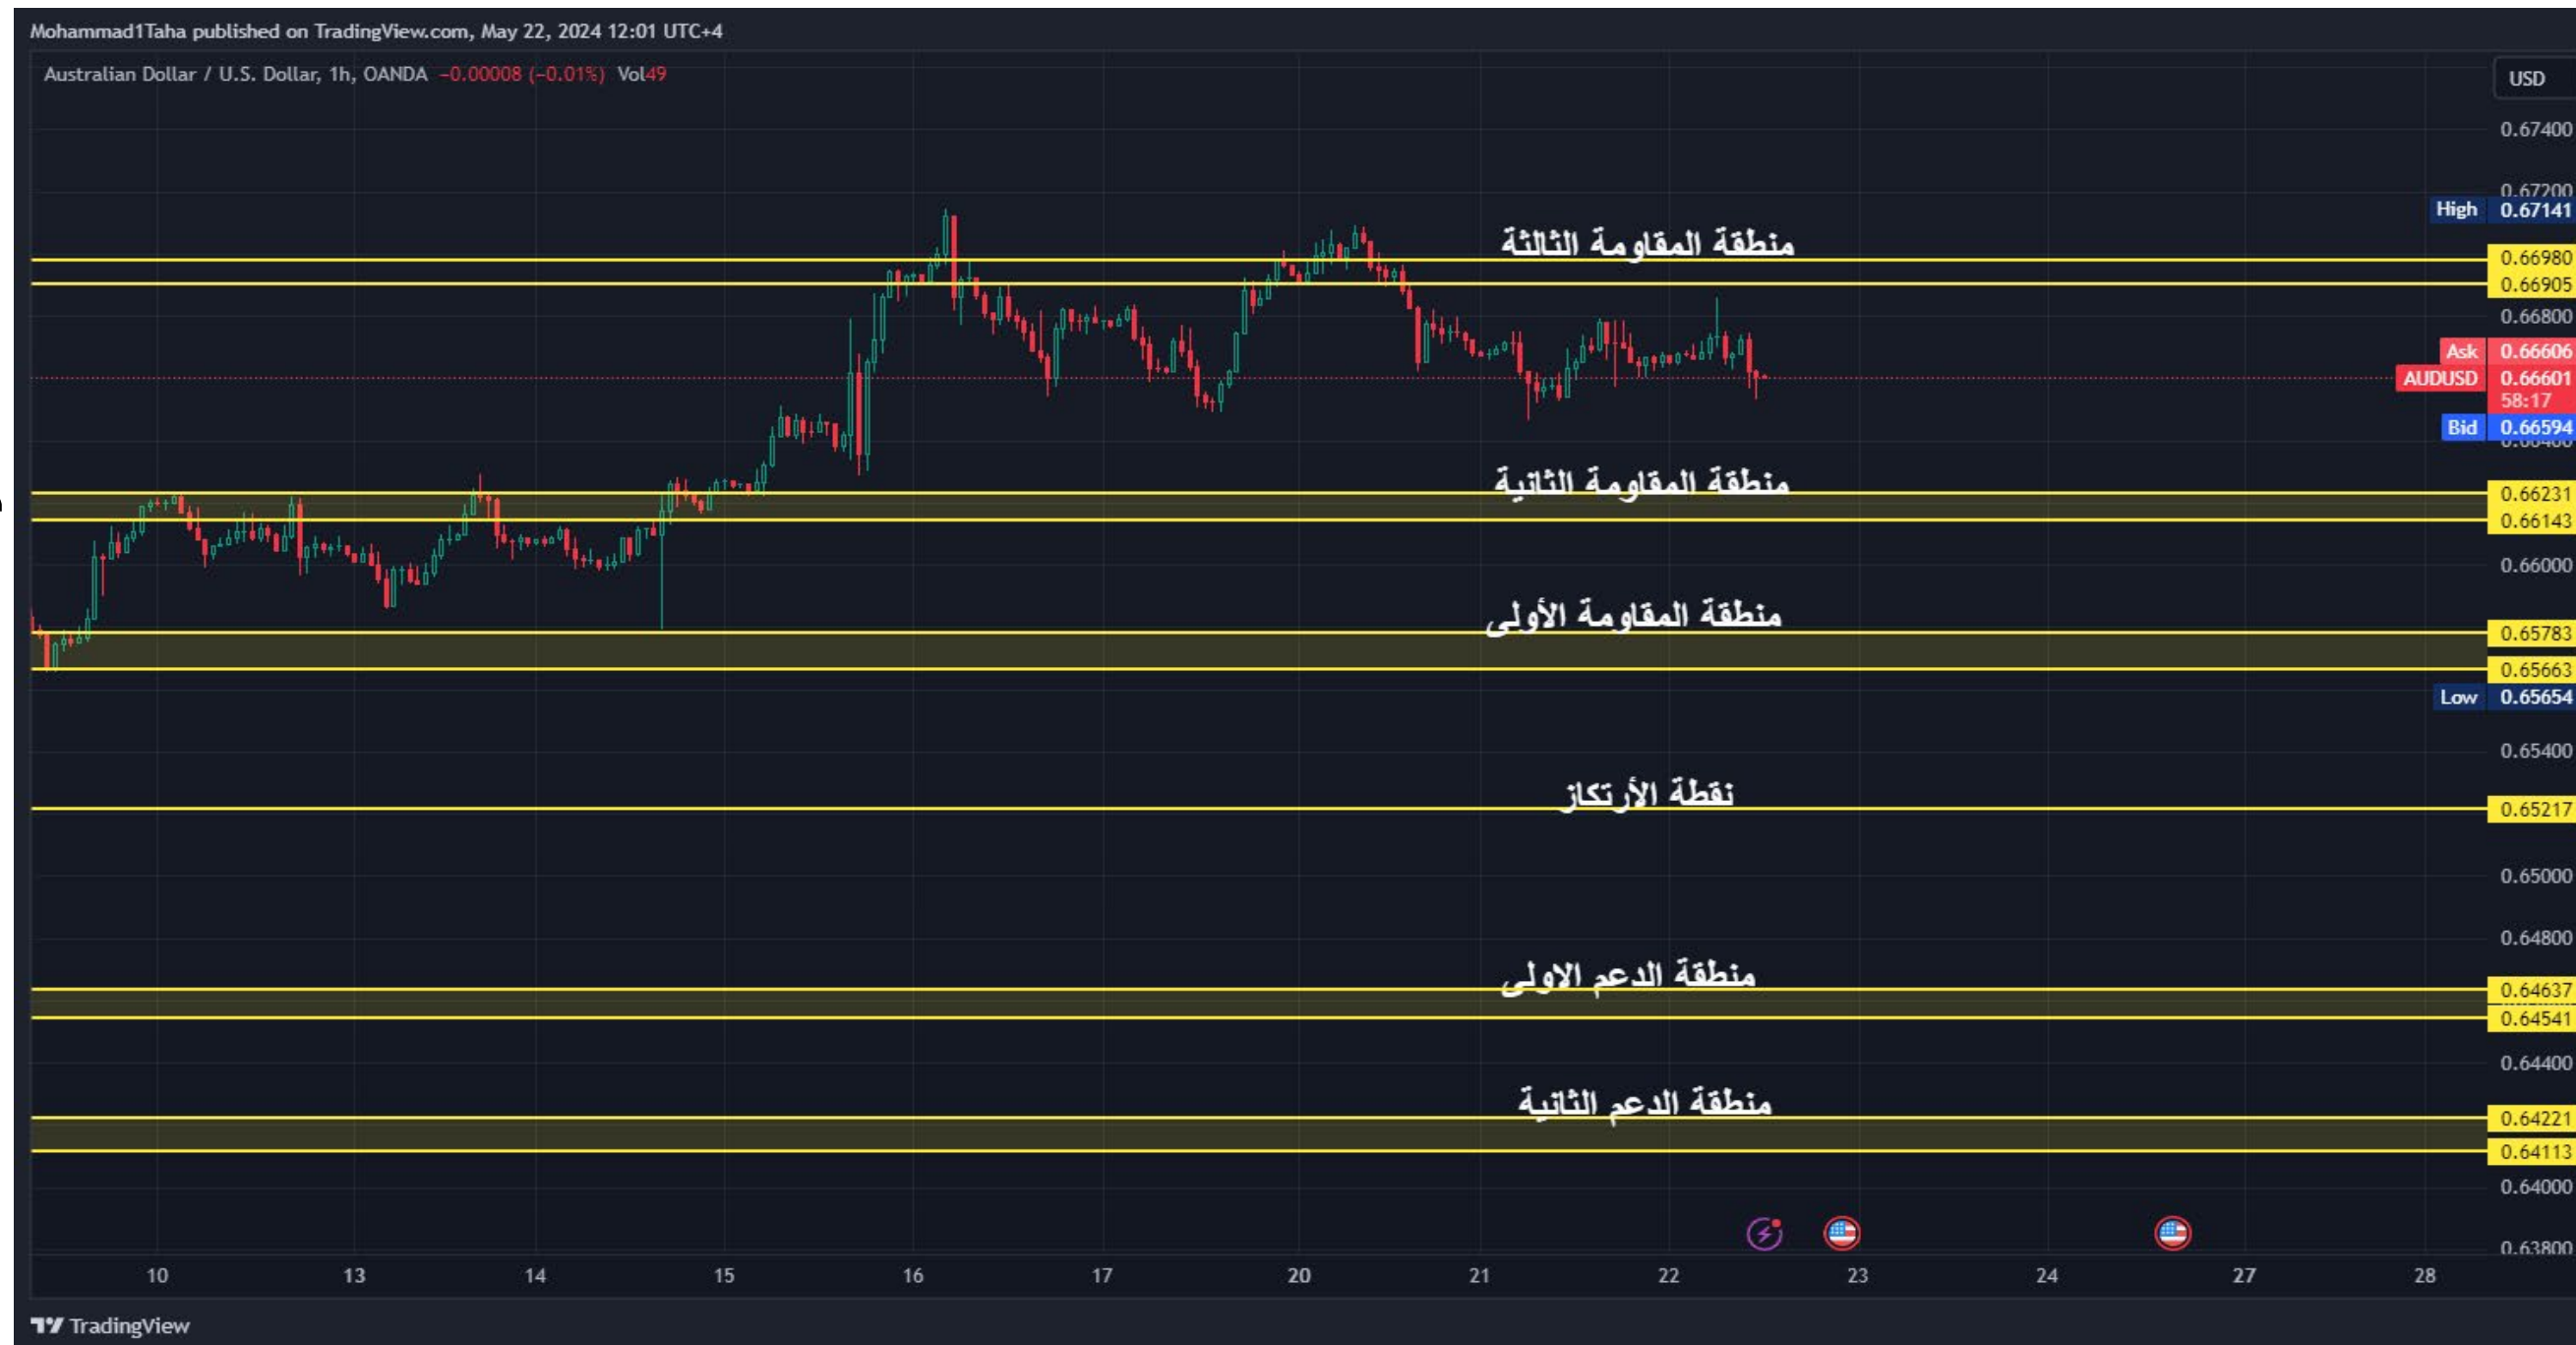 Mohammad1Taha published on TradingView.com, May 22, 2024 12:01 UTC+4
Australian Dollar / U.S. Dollar, 1h, OANDA −0.00008 (−0.01%) Vol49
USD
0.67400
0.67200
High 0.67141
منطقة المقاومة الثالثة
0.66980
0.66905
0.66800
Ask 0.66606
AUDUSD 0.66601
58:17
Bid 0.66594
0.66400
منطقة المقاومة الثانية
0.66231
0.66143
0.66000
منطقة المقاومة الأولى
0.65783
0.65663
Low 0.65654
0.65400
نقطة الأرتكاز
0.65217
0.65000
0.64800
منطقة الدعم الاولى
0.64637
0.64541
0.64400
منطقة الدعم الثانية
0.64221
0.64113
0.64000
0.63800
10 13 14 15 16 17 20 21 22 23 24 27 28
TradingView